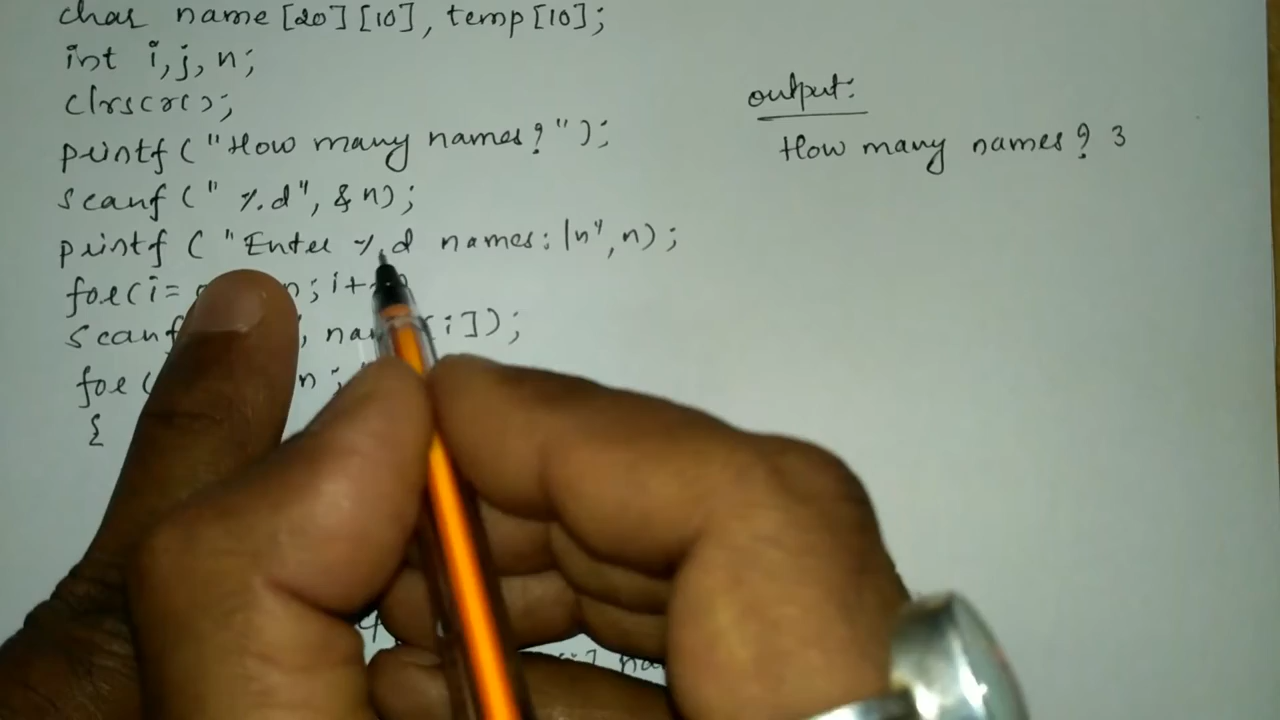 char name [20] [10], temp [10];
int i, j, n;
clrscr();
printf ("How many names?");
scanf (" %d", & n);
printf ( "Enter %d names: \n", n);
for(i= n; i+
scanf , i]);
for( n ;
{
output:
How many names? 3